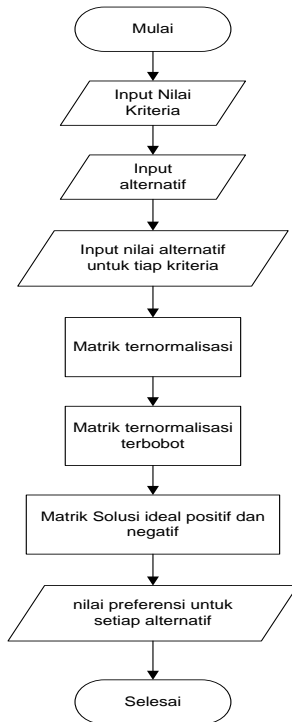 Mulai
Input Nilai
Kriteria
Input
alternatif
Input nilai alternatif
untuk tiap kriteria
Matrik ternormalisasi
Matrik ternormalisasi
terbobot
Matrik Solusi ideal positif dan
negatif
nilai preferensi untuk
setiap alternatif
Selesai